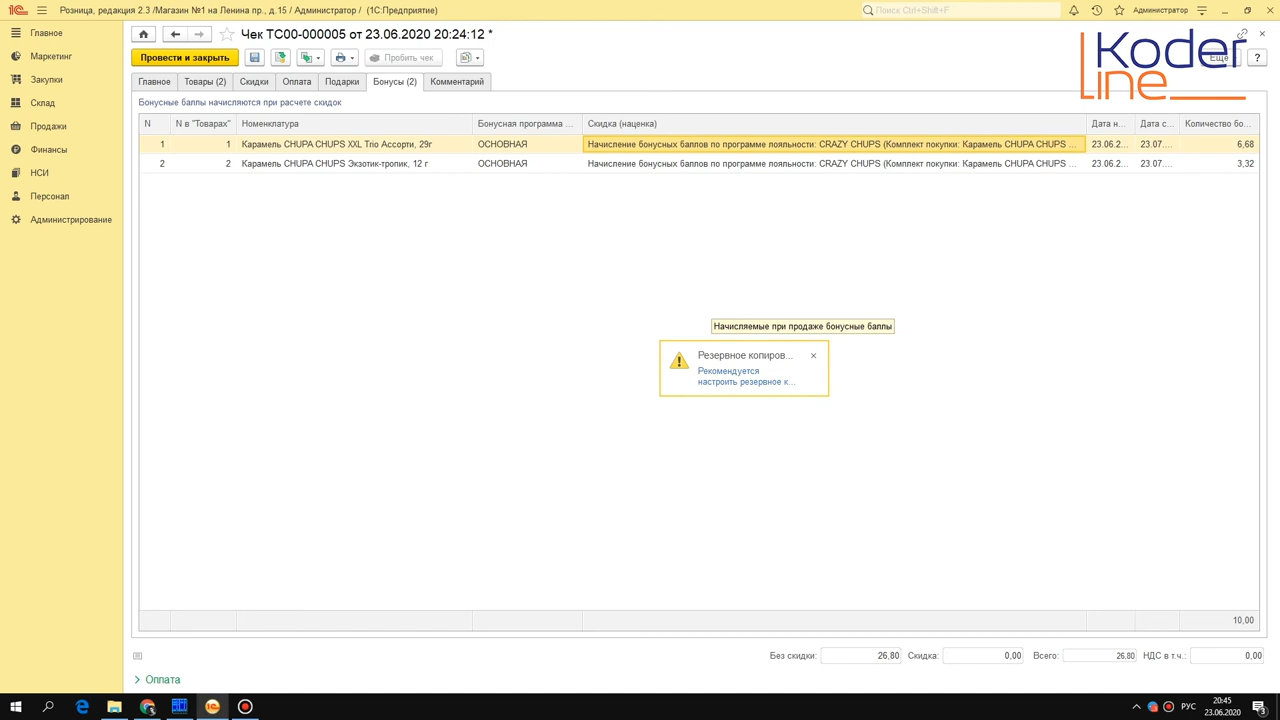 Розница, редакция 2.3 /Магазин №1 на Ленина пр., д.15 / Администратор / (1С:Предприятие)
Поиск Ctrl+Shift+F
Администратор
Главное
Маркетинг
Закупки
Склад
Продажи
Финансы
НСИ
Персонал
Администрирование
Чек ТС00-000005 от 23.06.2020 20:24:12 *
Провести и закрыть
Пробить чек
Еще
?
Koder
line
Главное Товары (2) Скидки Оплата Подарки Бонусы (2) Комментарий
Бонусные баллы начисляются при расчете скидок
N N в "Товарах" Номенклатура Бонусная программа ... Скидка (наценка) Дата н... Дата с... Количество бо...
1 1 Карамель CHUPA CHUPS XXL Trio Ассорти, 29г ОСНОВНАЯ Начисление бонусных баллов по программе лояльности: CRAZY CHUPS (Комплект покупки: Карамель CHUPA CHUPS ... 23.06.2... 23.07.... 6,68
2 2 Карамель CHUPA CHUPS Экзотик-тропик, 12 г ОСНОВНАЯ Начисление бонусных баллов по программе лояльности: CRAZY CHUPS (Комплект покупки: Карамель CHUPA CHUPS ... 23.06.2... 23.07.... 3,32
Начисляемые при продаже бонусные баллы
Резервное копиров...
Рекомендуется
настроить резервное к...
10,00
Без скидки: 26,80 Скидка: 0,00 Всего: 26,80 НДС в т.ч.: 0,00
Оплата
РУС
20:45
23.06.2020
3